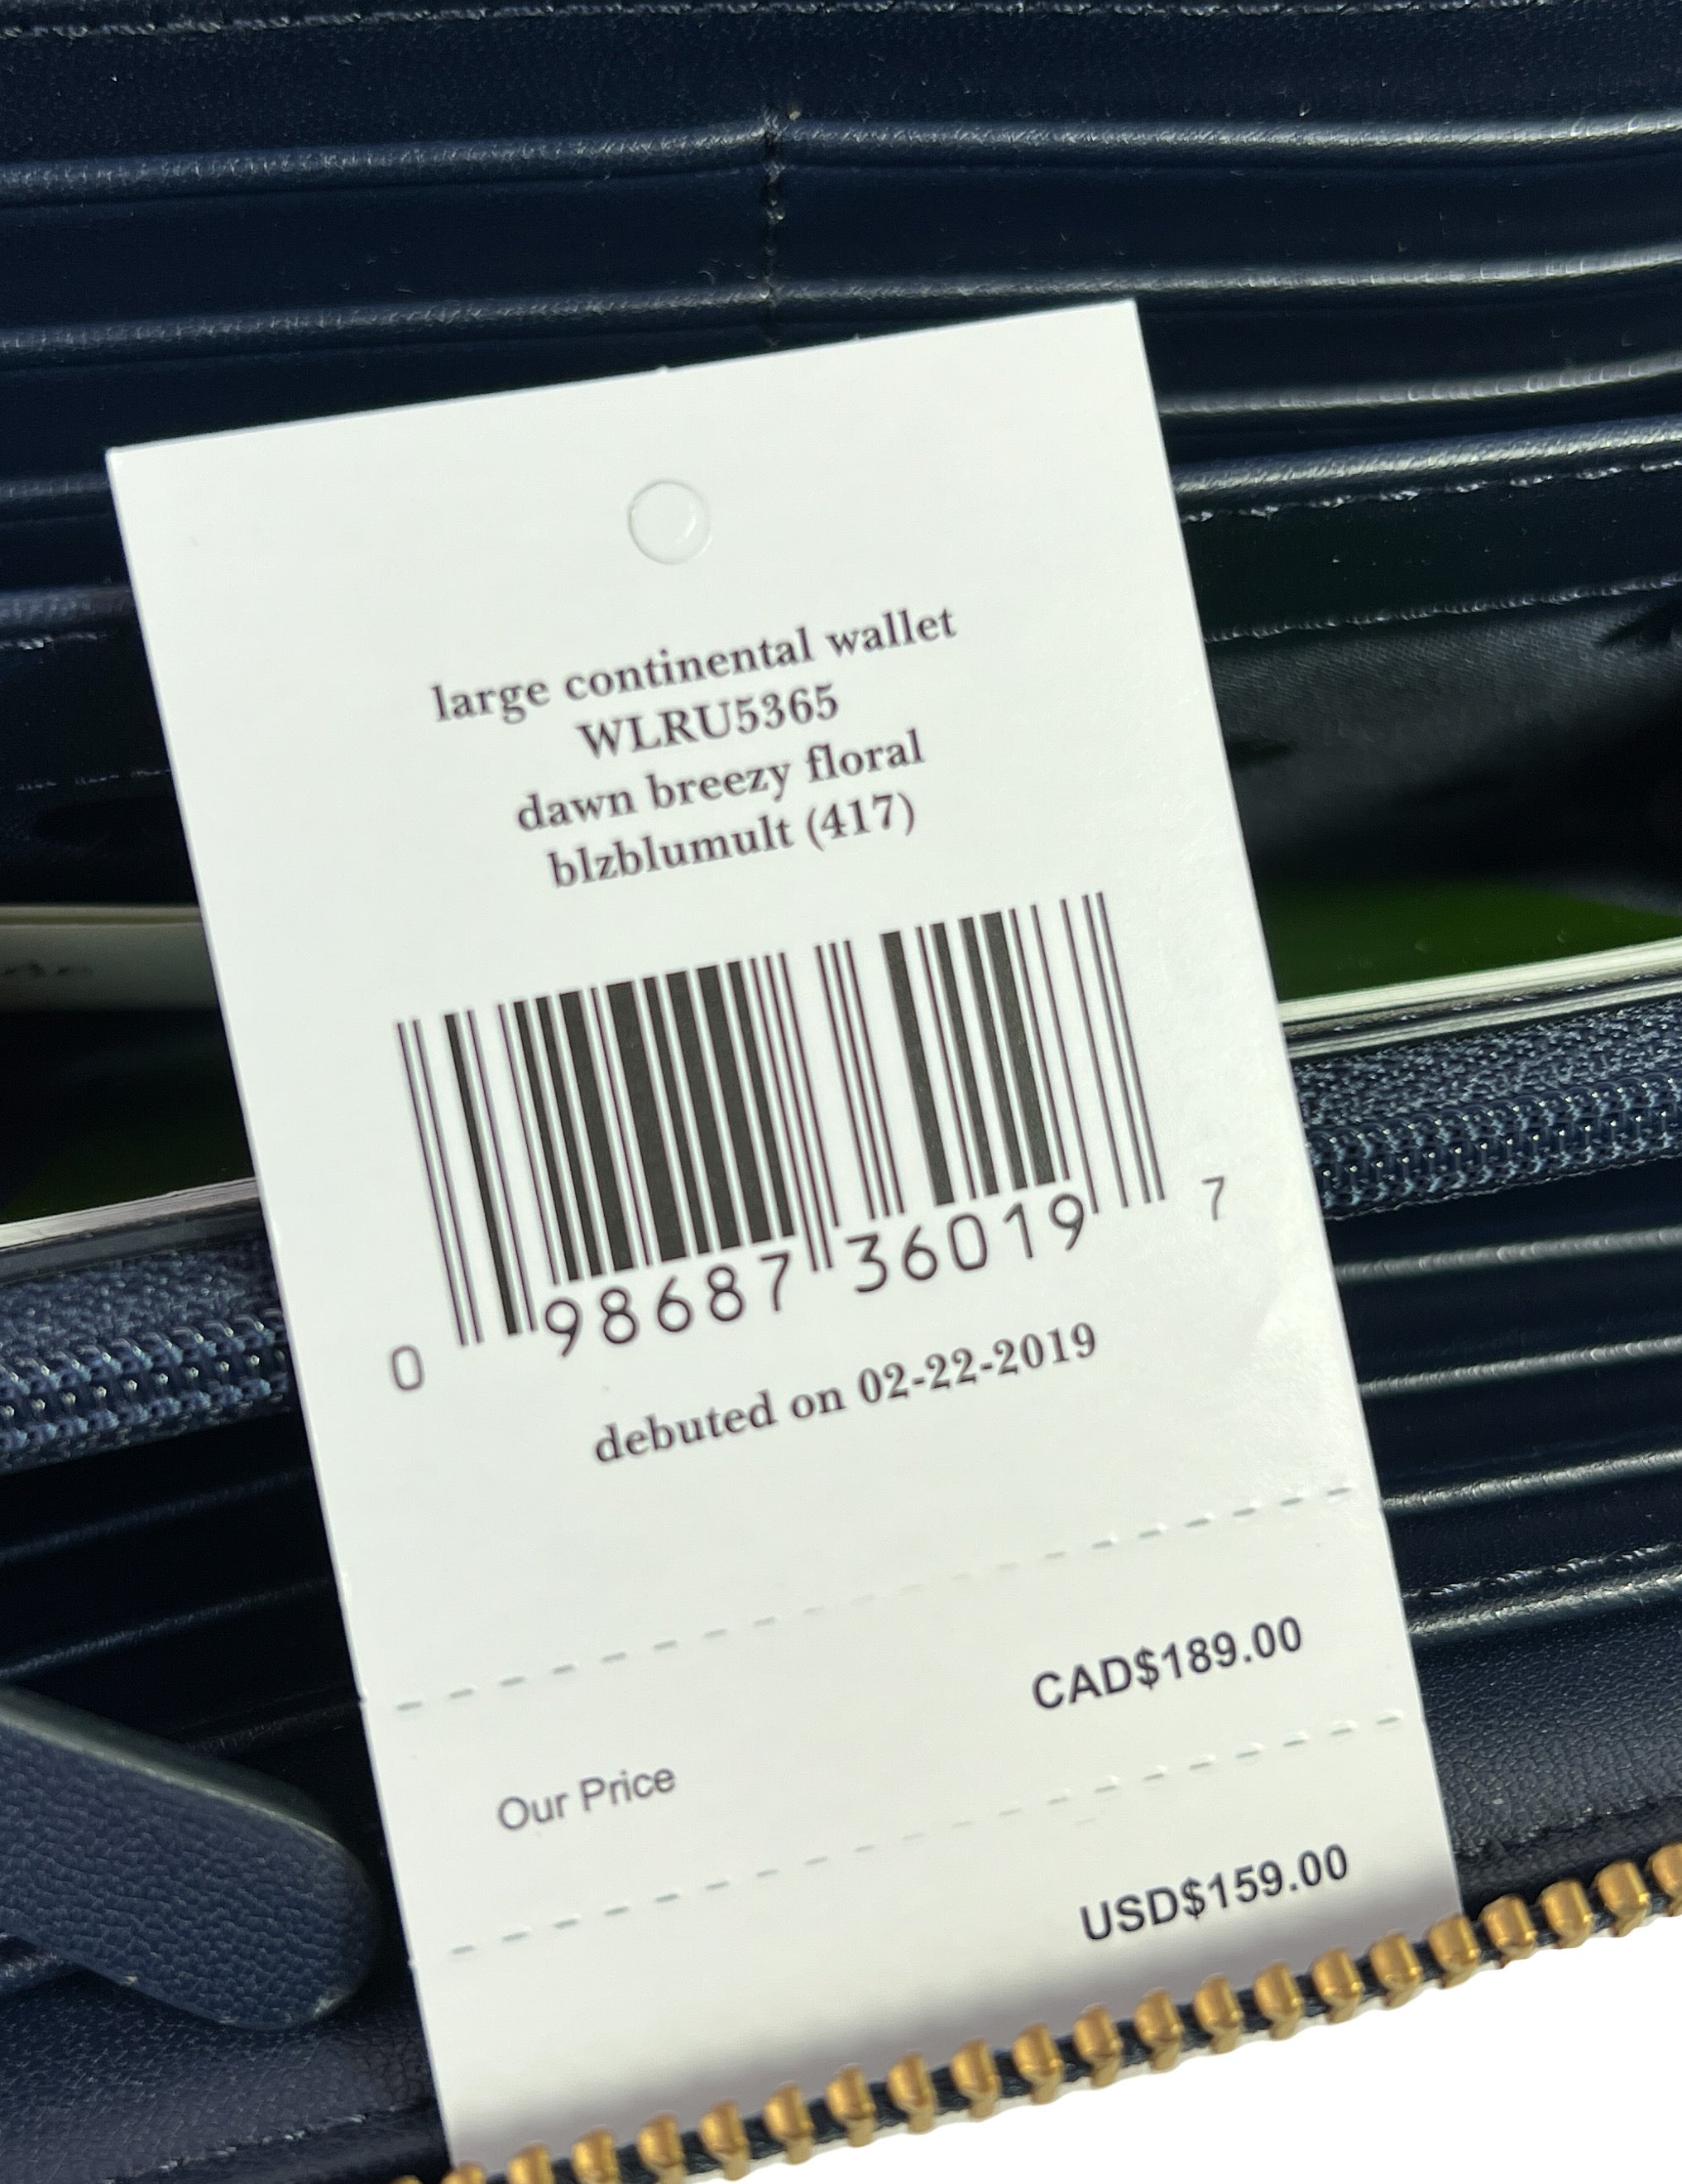 large continental wallet
WLRU5365
dawn breezy floral
blzblumult (417)
0 98687 36019 7
debuted on 02-22-2019
CAD$189.00
Our Price
USD$159.00